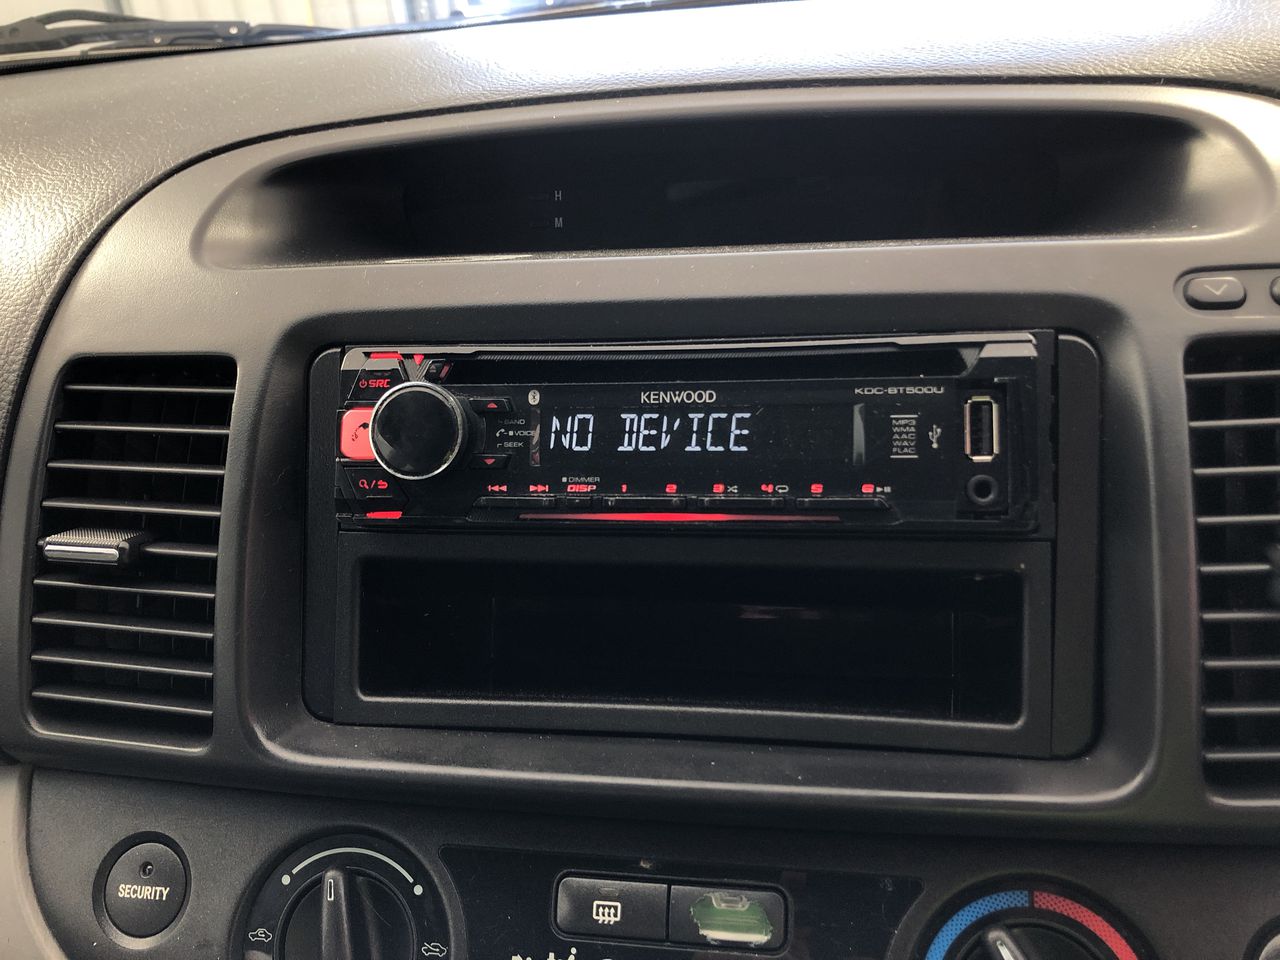 H
M
SRC
KENWOOD
KDC-BT500U
BAND
VOICE
SEEK
NO DEVICE
MP3
WMA
AAC
WAV
FLAC
DIMMER
DISP 1 2 3 4 5 6
SECURITY